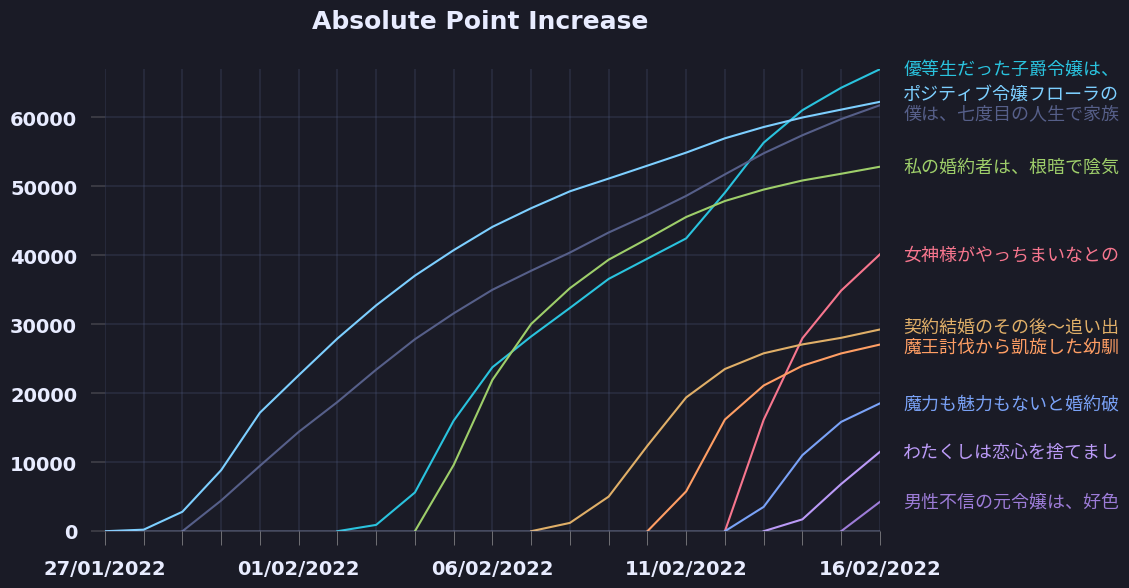 Absolute Point Increase
優等生だった子爵令嬢は、
ポジティブ令嬢フローラの
僕は、七度目の人生で家族
60000
私の婚約者は、根暗で陰気
50000
女神様がやっちまいなとの
40000
契約結婚のその後〜追い出
30000
魔王討伐から凱旋した幼馴
20000
魔力も魅力もないと婚約破
わたくしは恋心を捨てまし
10000
男性不信の元令嬢は、好色
0
27/01/2022 01/02/2022 06/02/2022 11/02/2022 16/02/2022